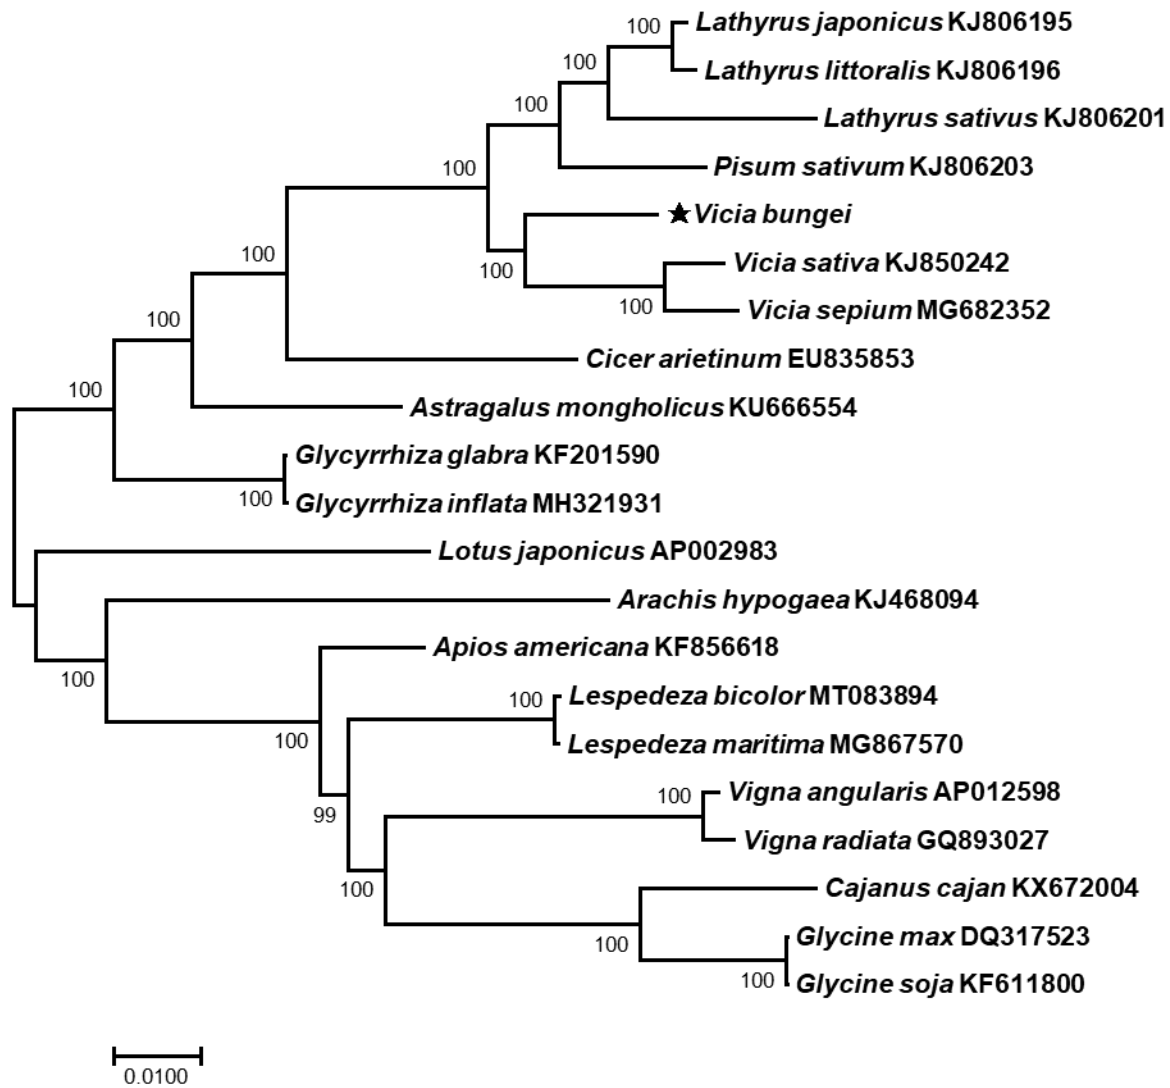 100 Lathyrus japonicus KJ806195
100 Lathyrus littoralis KJ806196
100 Lathyrus sativus KJ806201
100 Pisum sativum KJ806203
★Vicia bungei
100 Vicia sativa KJ850242
100 Vicia sepium MG682352
100
100 Cicer arietinum EU835853
100 Astragalus mongholicus KU666554
100
Glycyrrhiza glabra KF201590
100 Glycyrrhiza inflata MH321931
Lotus japonicus AP002983
Arachis hypogaea KJ468094
100 Apios americana KF856618
100 Lespedeza bicolor MT083894
100 Lespedeza maritima MG867570
100 Vigna angularis AP012598
99
Vigna radiata GQ893027
100 Cajanus cajan KX672004
100 Glycine max DQ317523
100 Glycine soja KF611800
0.0100